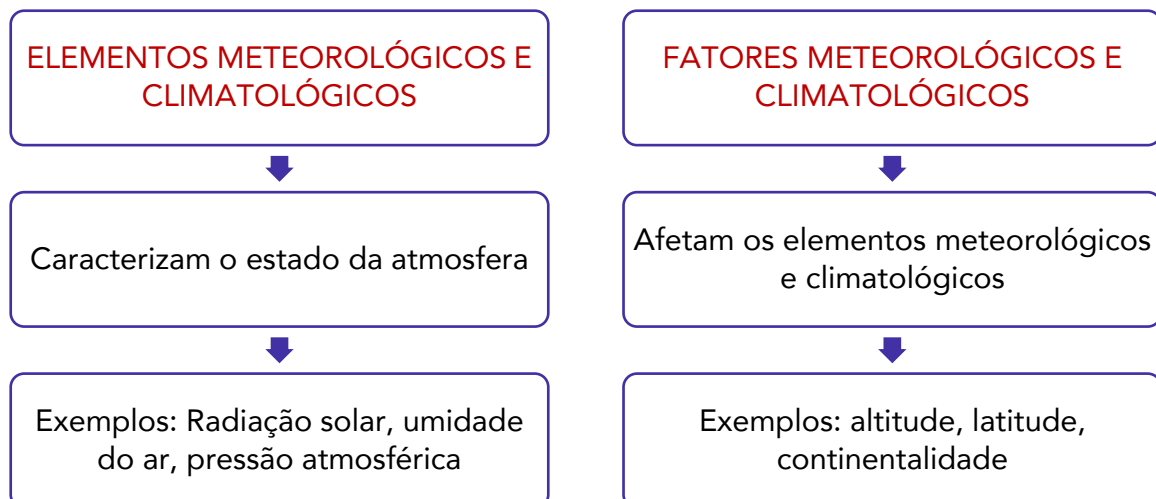 ELEMENTOS METEOROLÓGICOS E
CLIMATOLÓGICOS
Caracterizam o estado da atmosfera
Exemplos: Radiação solar, umidade
do ar, pressão atmosférica
FATORES METEOROLÓGICOS E
CLIMATOLÓGICOS
Afetam os elementos meteorológicos
e climatológicos
Exemplos: altitude, latitude,
continentalidade